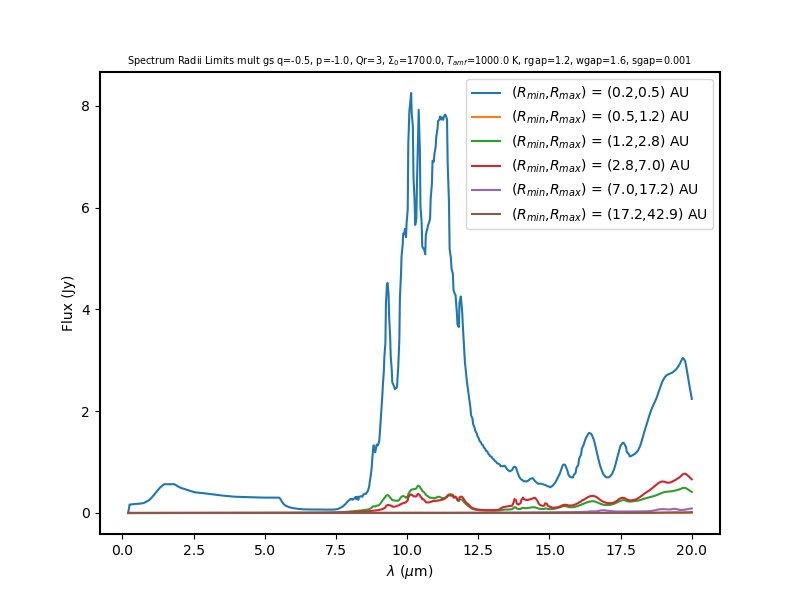 Spectrum Radii Limits mult gs q=-0.5, p=-1.0, Qr=3, Σ₀=1700.0, T_amf=1000.0 K, rgap=1.2, wgap=1.6, sgap=0.001
(R_min,R_max) = (0.2,0.5) AU
(R_min,R_max) = (0.5,1.2) AU
(R_min,R_max) = (1.2,2.8) AU
(R_min,R_max) = (2.8,7.0) AU
(R_min,R_max) = (7.0,17.2) AU
(R_min,R_max) = (17.2,42.9) AU
Flux (Jy)
8
6
4
2
0
0.0 2.5 5.0 7.5 10.0 12.5 15.0 17.5 20.0
λ (μm)